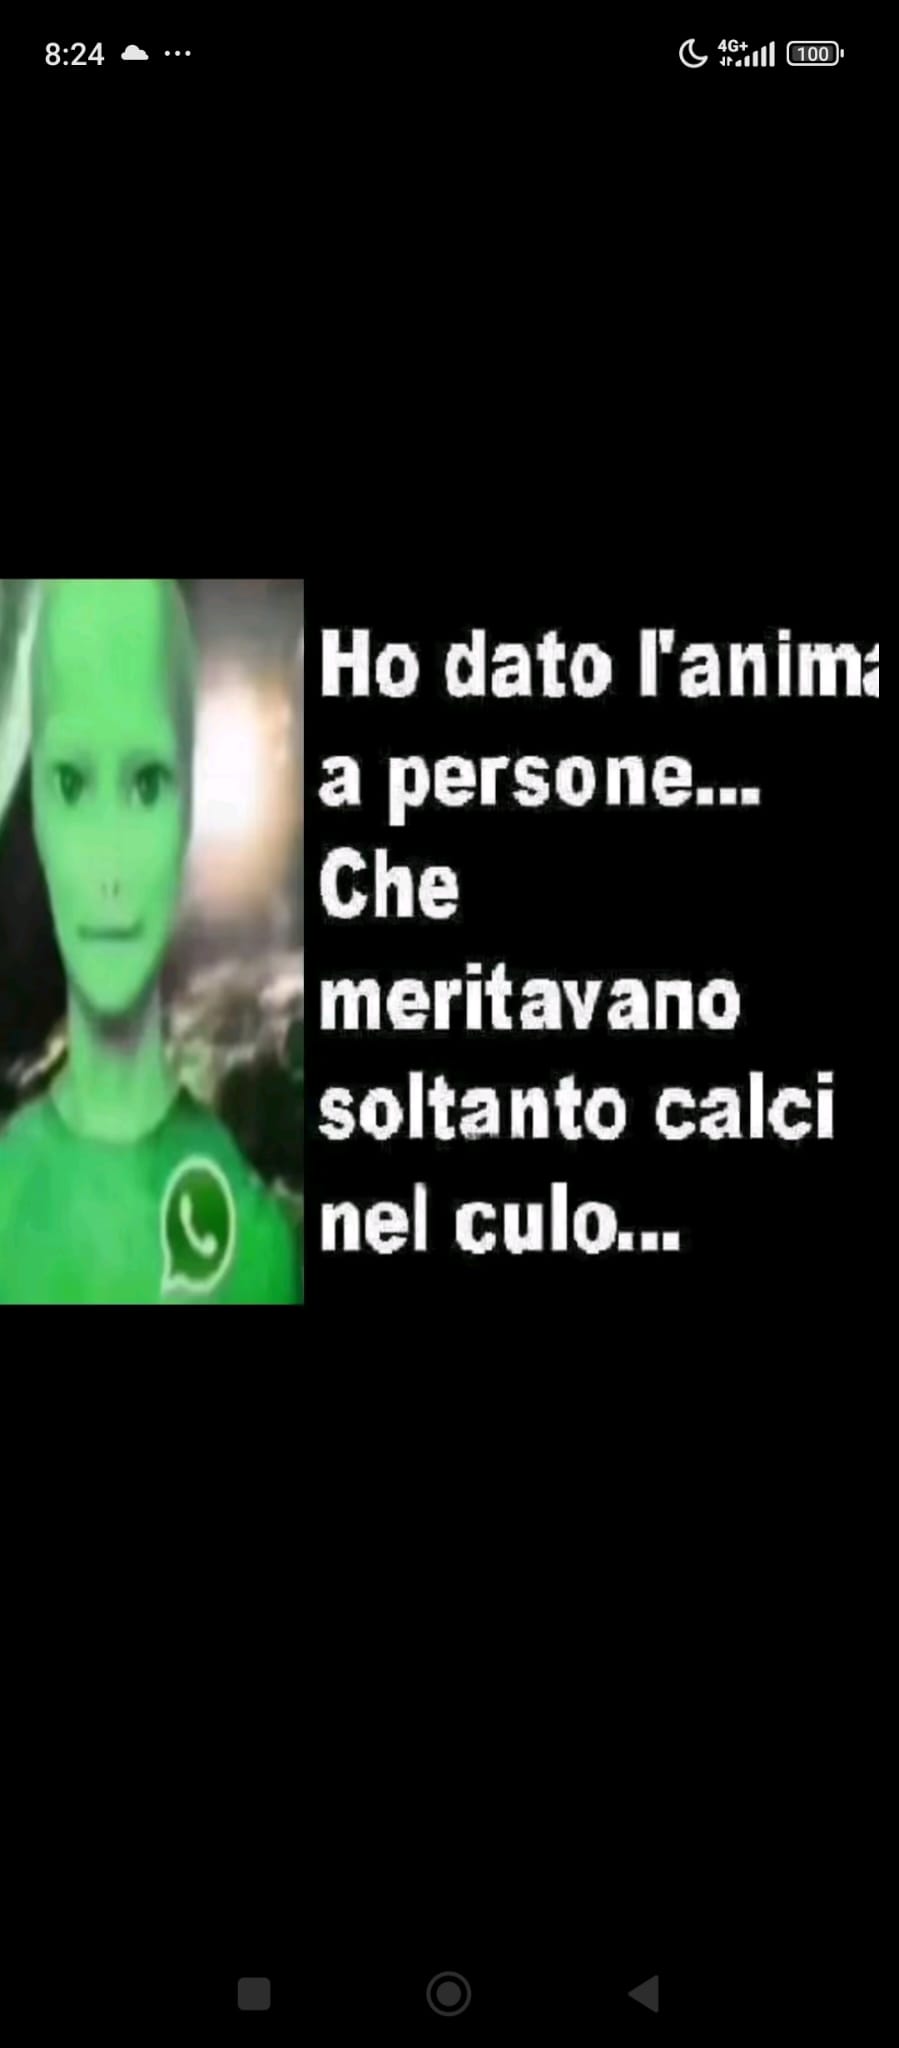 8:24
4G+
100
Ho dato l'anima
a persone...
Che
meritavano
soltanto calci
nel culo...